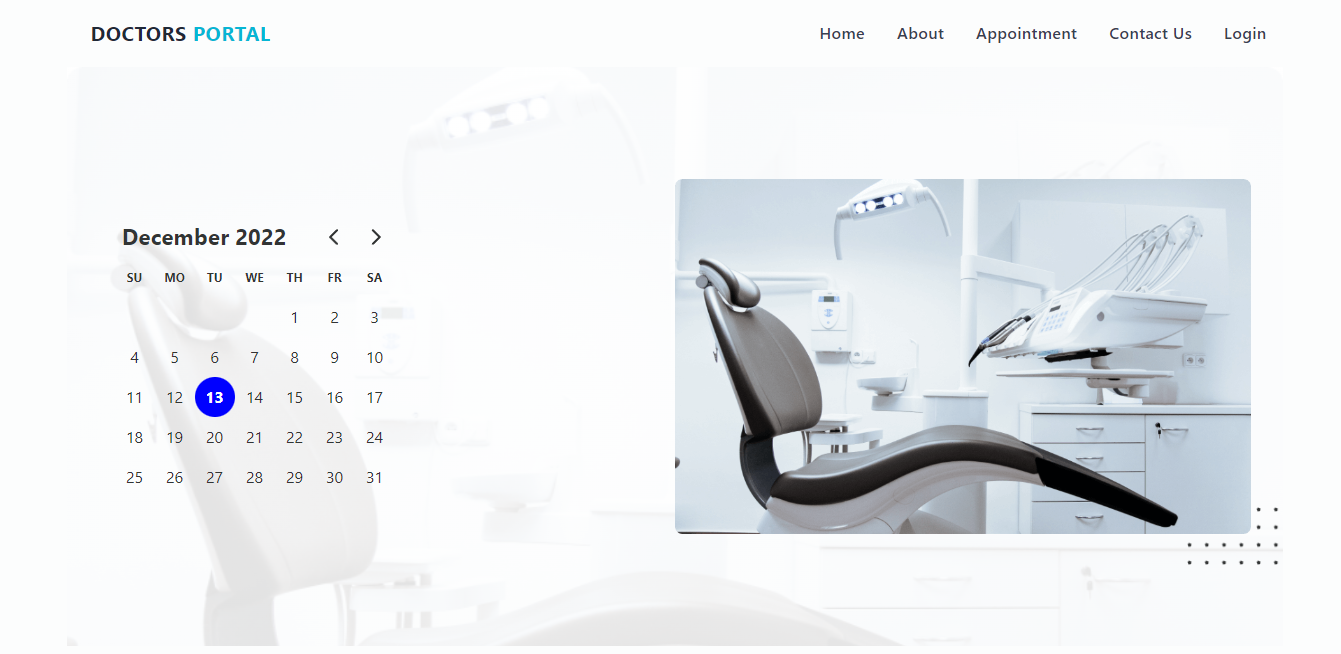 DOCTORS PORTAL
Home About Appointment Contact Us Login
December 2022
SU MO TU WE TH FR SA
1 2 3
4 5 6 7 8 9 10
11 12 13 14 15 16 17
18 19 20 21 22 23 24
25 26 27 28 29 30 31